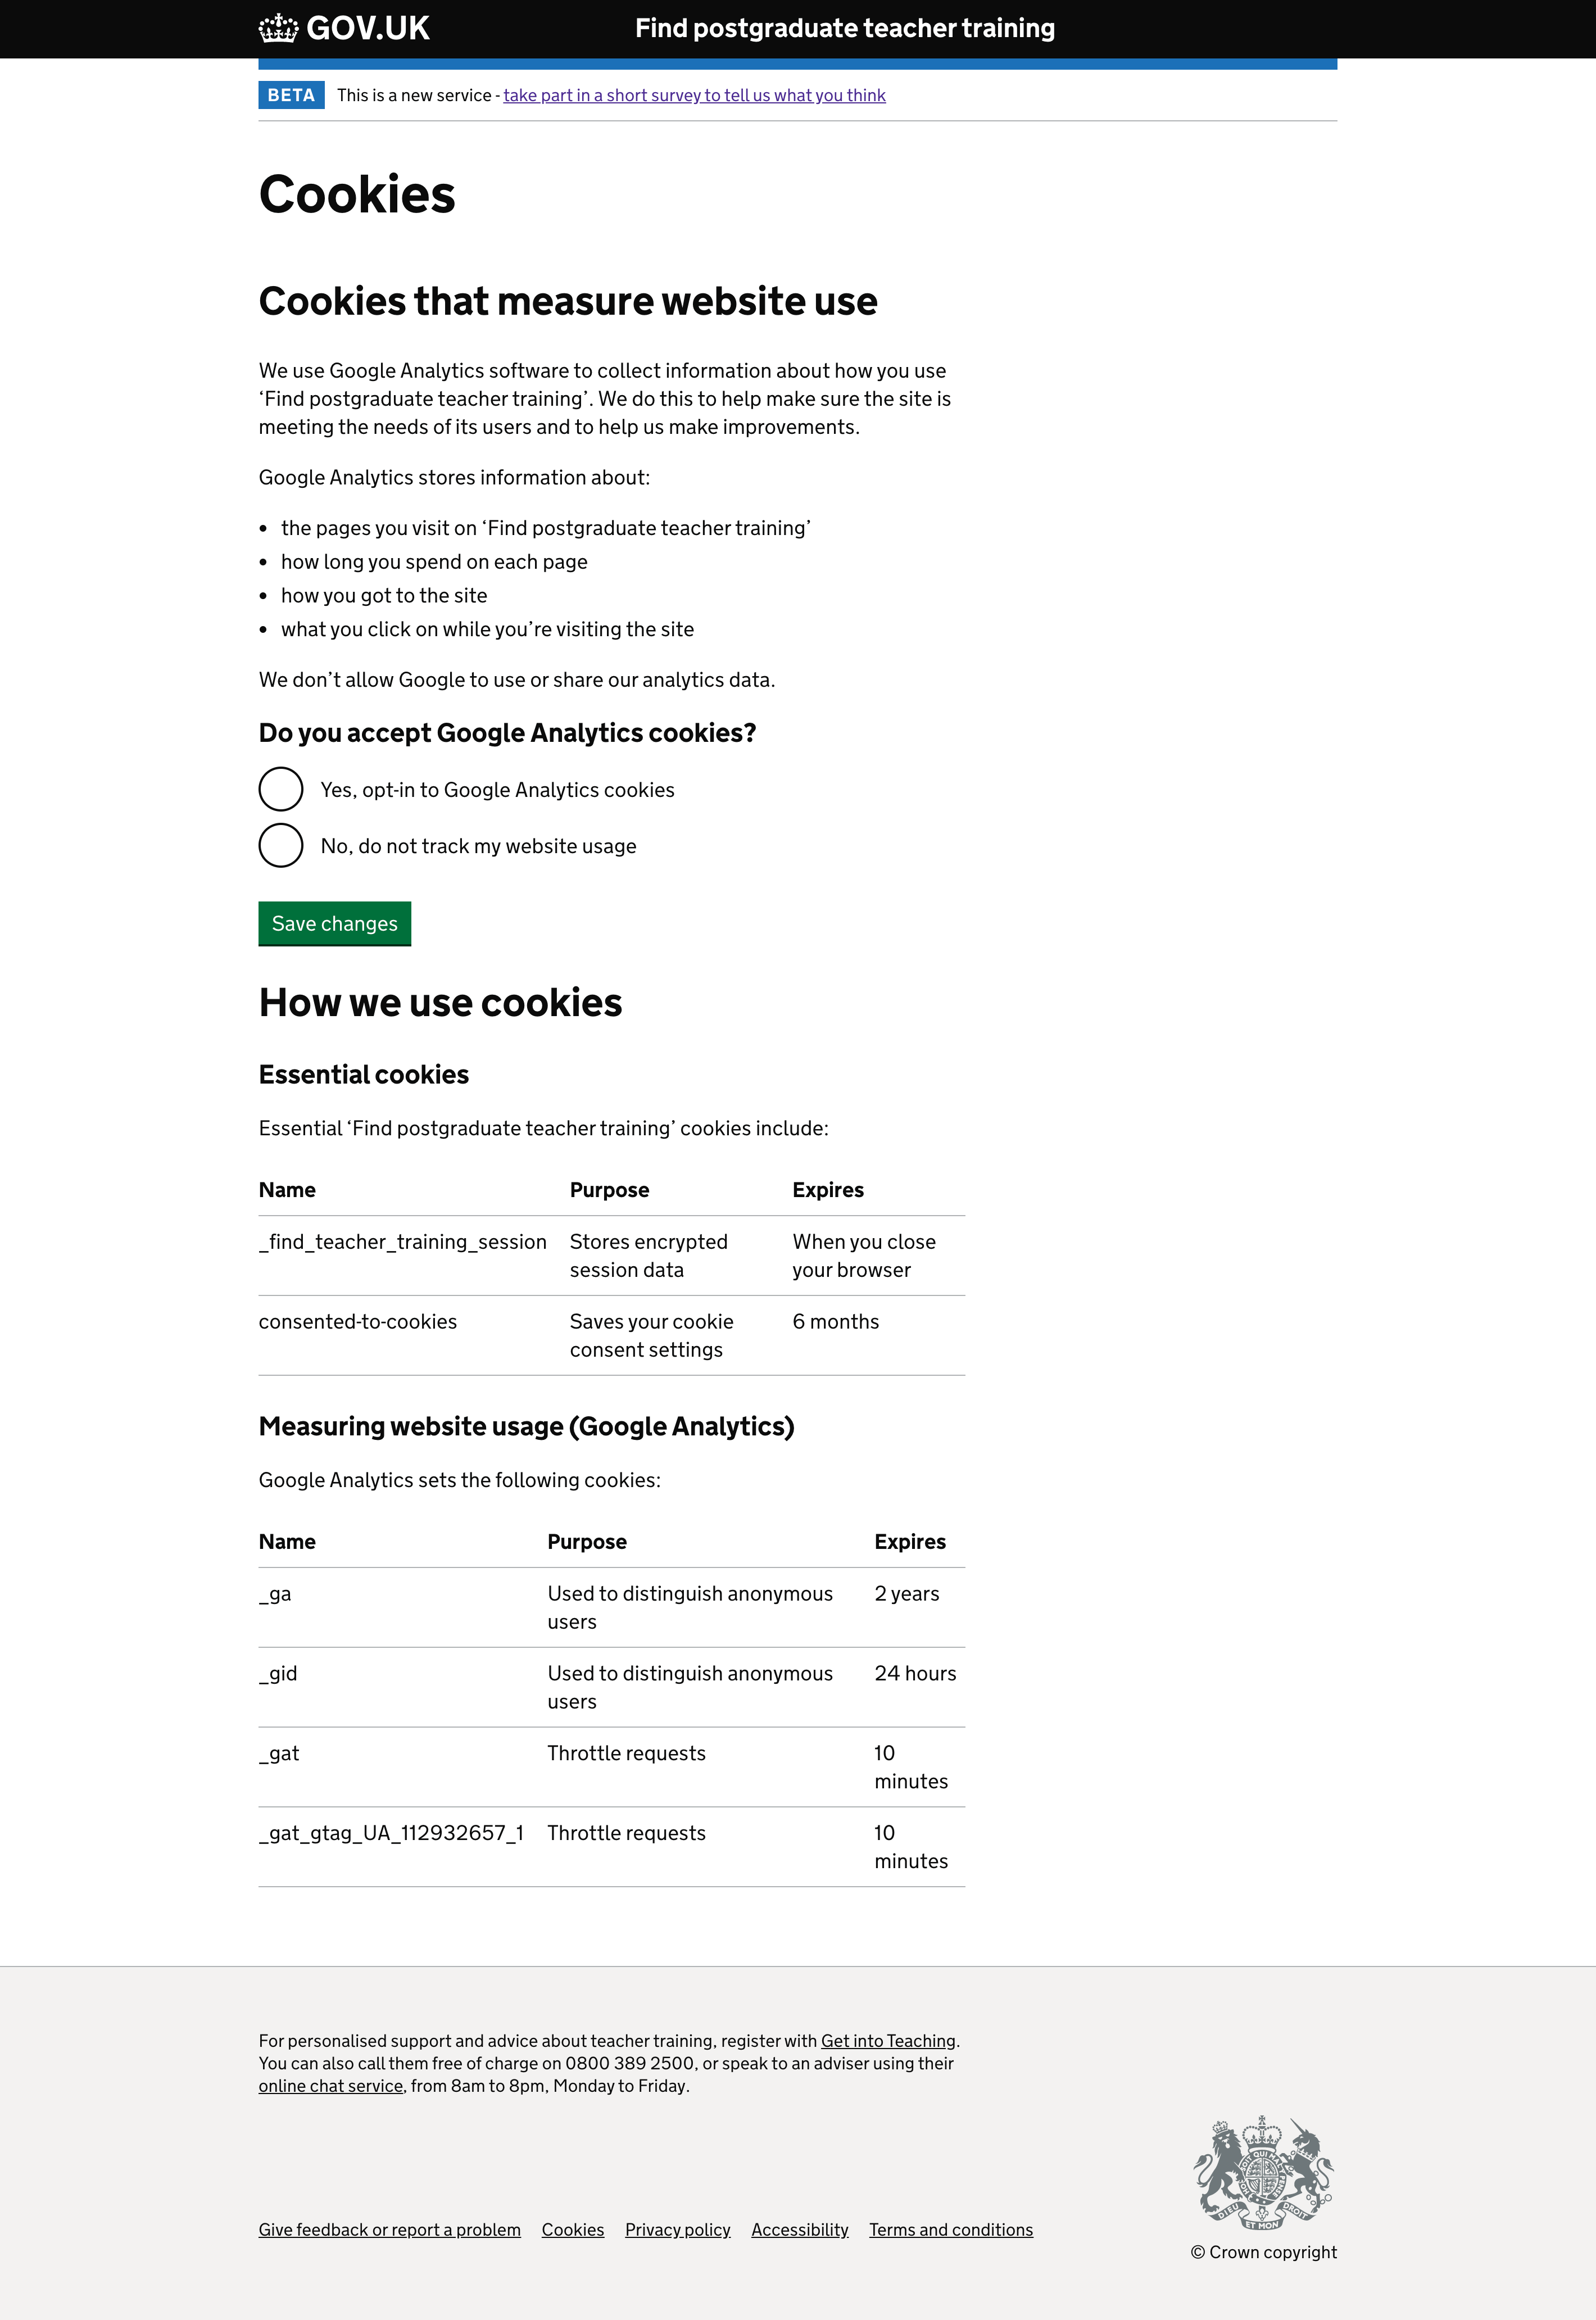 GOV.UK
Find postgraduate teacher training
BETA This is a new service - take part in a short survey to tell us what you think
Cookies
Cookies that measure website use
We use Google Analytics software to collect information about how you use
‘Find postgraduate teacher training’. We do this to help make sure the site is
meeting the needs of its users and to help us make improvements.
Google Analytics stores information about:
• the pages you visit on ‘Find postgraduate teacher training’
• how long you spend on each page
• how you got to the site
• what you click on while you’re visiting the site
We don’t allow Google to use or share our analytics data.
Do you accept Google Analytics cookies?
Yes, opt-in to Google Analytics cookies
No, do not track my website usage
Save changes
How we use cookies
Essential cookies
Essential ‘Find postgraduate teacher training’ cookies include:
Name Purpose Expires
_find_teacher_training_session Stores encrypted When you close
session data your browser
consented-to-cookies Saves your cookie 6 months
consent settings
Measuring website usage (Google Analytics)
Google Analytics sets the following cookies:
Name Purpose Expires
_ga Used to distinguish anonymous 2 years
users
_gid Used to distinguish anonymous 24 hours
users
_gat Throttle requests 10
minutes
_gat_gtag_UA_112932657_1 Throttle requests 10
minutes
For personalised support and advice about teacher training, register with Get into Teaching.
You can also call them free of charge on 0800 389 2500, or speak to an adviser using their
online chat service, from 8am to 8pm, Monday to Friday.
DIEU ET MON DROIT
Give feedback or report a problem Cookies Privacy policy Accessibility Terms and conditions
© Crown copyright